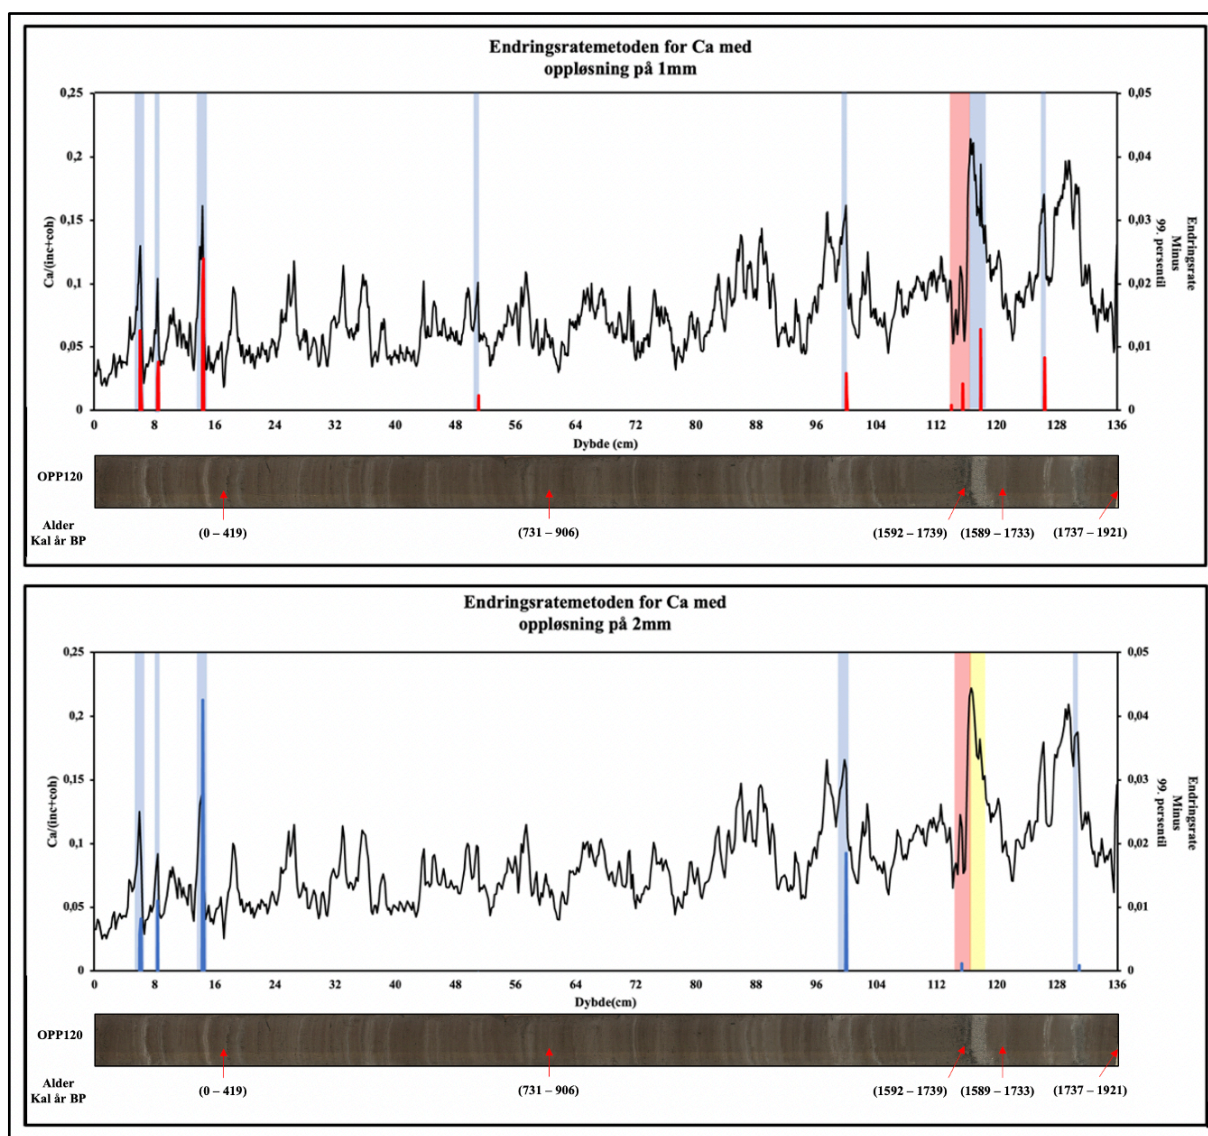 Endringsratemetoden for Ca med
oppløsning på 1mm
0,25
0,2
0,15
0,1
0,05
0
Ca/(inc+coh)
0,05
0,04
0,03
0,02
0,01
0
Endringsrate
Minus
99. persentil
0 8 16 24 32 40 48 56 64 72 80 88 96 104 112 120 128 136
Dybde (cm)
OPP120
Alder
Kal år BP
(0 – 419) (731 – 906) (1592 – 1739) (1589 – 1733) (1737 – 1921)
Endringsratemetoden for Ca med
oppløsning på 2mm
0,25
0,2
0,15
0,1
0,05
0
Ca/(inc+coh)
0,05
0,04
0,03
0,02
0,01
0
Endringsrate
Minus
99. persentil
0 8 16 24 32 40 48 56 64 72 80 88 96 104 112 120 128 136
Dybde(cm)
OPP120
Alder
Kal år BP
(0 – 419) (731 – 906) (1592 – 1739) (1589 – 1733) (1737 – 1921)